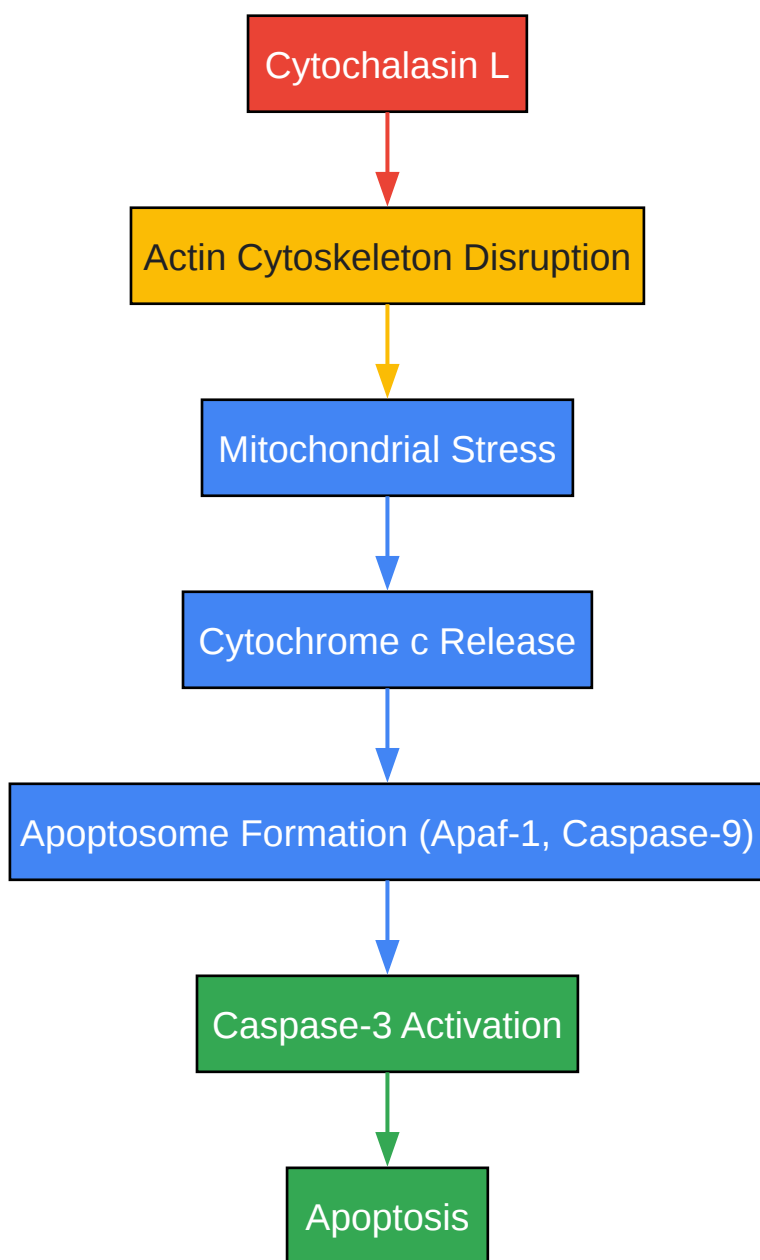 Cytochalasin L
Actin Cytoskeleton Disruption
Mitochondrial Stress
Cytochrome c Release
Apoptosome Formation (Apaf-1, Caspase-9)
Caspase-3 Activation
Apoptosis